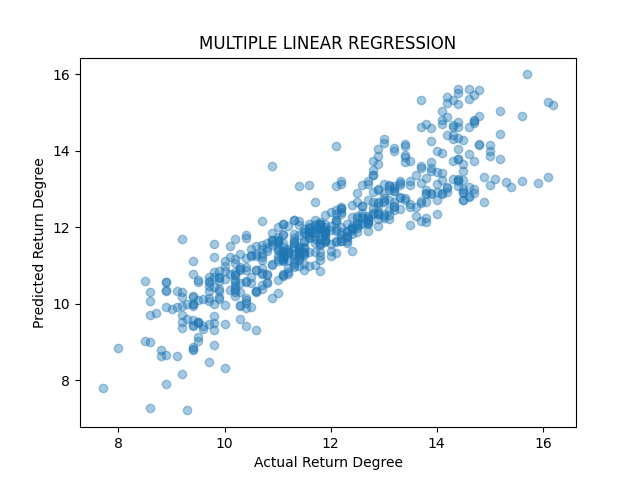 MULTIPLE LINEAR REGRESSION
16
14
12
10
8
Predicted Return Degree
8 10 12 14 16
Actual Return Degree